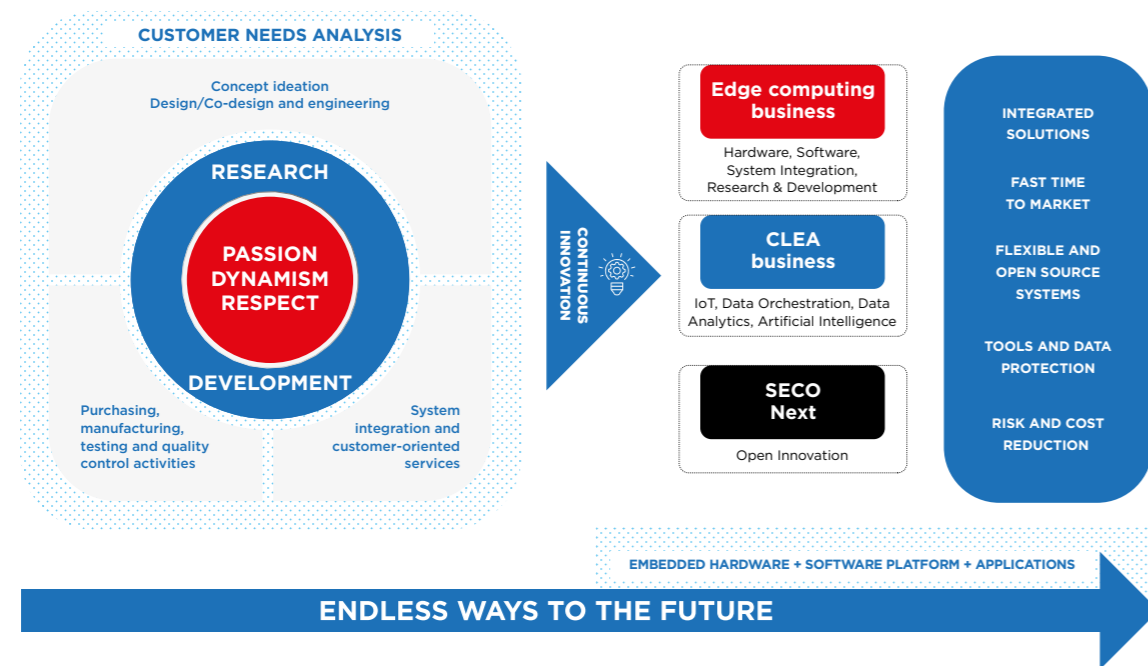 CUSTOMER NEEDS ANALYSIS
Concept ideation
Design/Co-design and engineering
RESEARCH
PASSION
DYNAMISM
RESPECT
DEVELOPMENT
Purchasing,
manufacturing,
testing and quality
control activities
System
integration and
customer-oriented
services
CONTINUOUS
INNOVATION
Edge computing
business
Hardware, Software,
System Integration,
Research & Development
CLEA
business
IoT, Data Orchestration, Data
Analytics, Artificial Intelligence
SECO
Next
Open Innovation
INTEGRATED
SOLUTIONS
FAST TIME
TO MARKET
FLEXIBLE AND
OPEN SOURCE
SYSTEMS
TOOLS AND DATA
PROTECTION
RISK AND COST
REDUCTION
EMBEDDED HARDWARE + SOFTWARE PLATFORM + APPLICATIONS
ENDLESS WAYS TO THE FUTURE